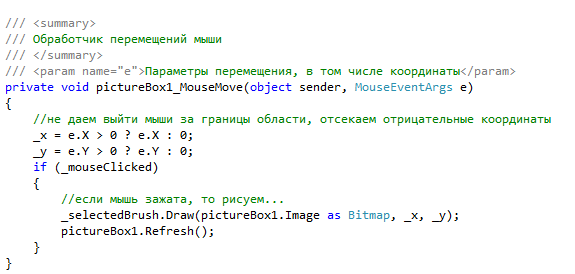 /// <summary>
/// Обработчик перемещений мыши
/// </summary>
/// <param name="e">Параметры перемещения, в том числе координаты</param>
private void pictureBox1_MouseMove(object sender, MouseEventArgs e)
{
    //не даем выйти мыши за границы области, отсекаем отрицательные координаты
    _x = e.X > 0 ? e.X : 0;
    _y = e.Y > 0 ? e.Y : 0;
    if (_mouseClicked)
    {
        //если мышь зажата, то рисуем...
        _selectedBrush.Draw(pictureBox1.Image as Bitmap, _x, _y);
        pictureBox1.Refresh();
    }
}